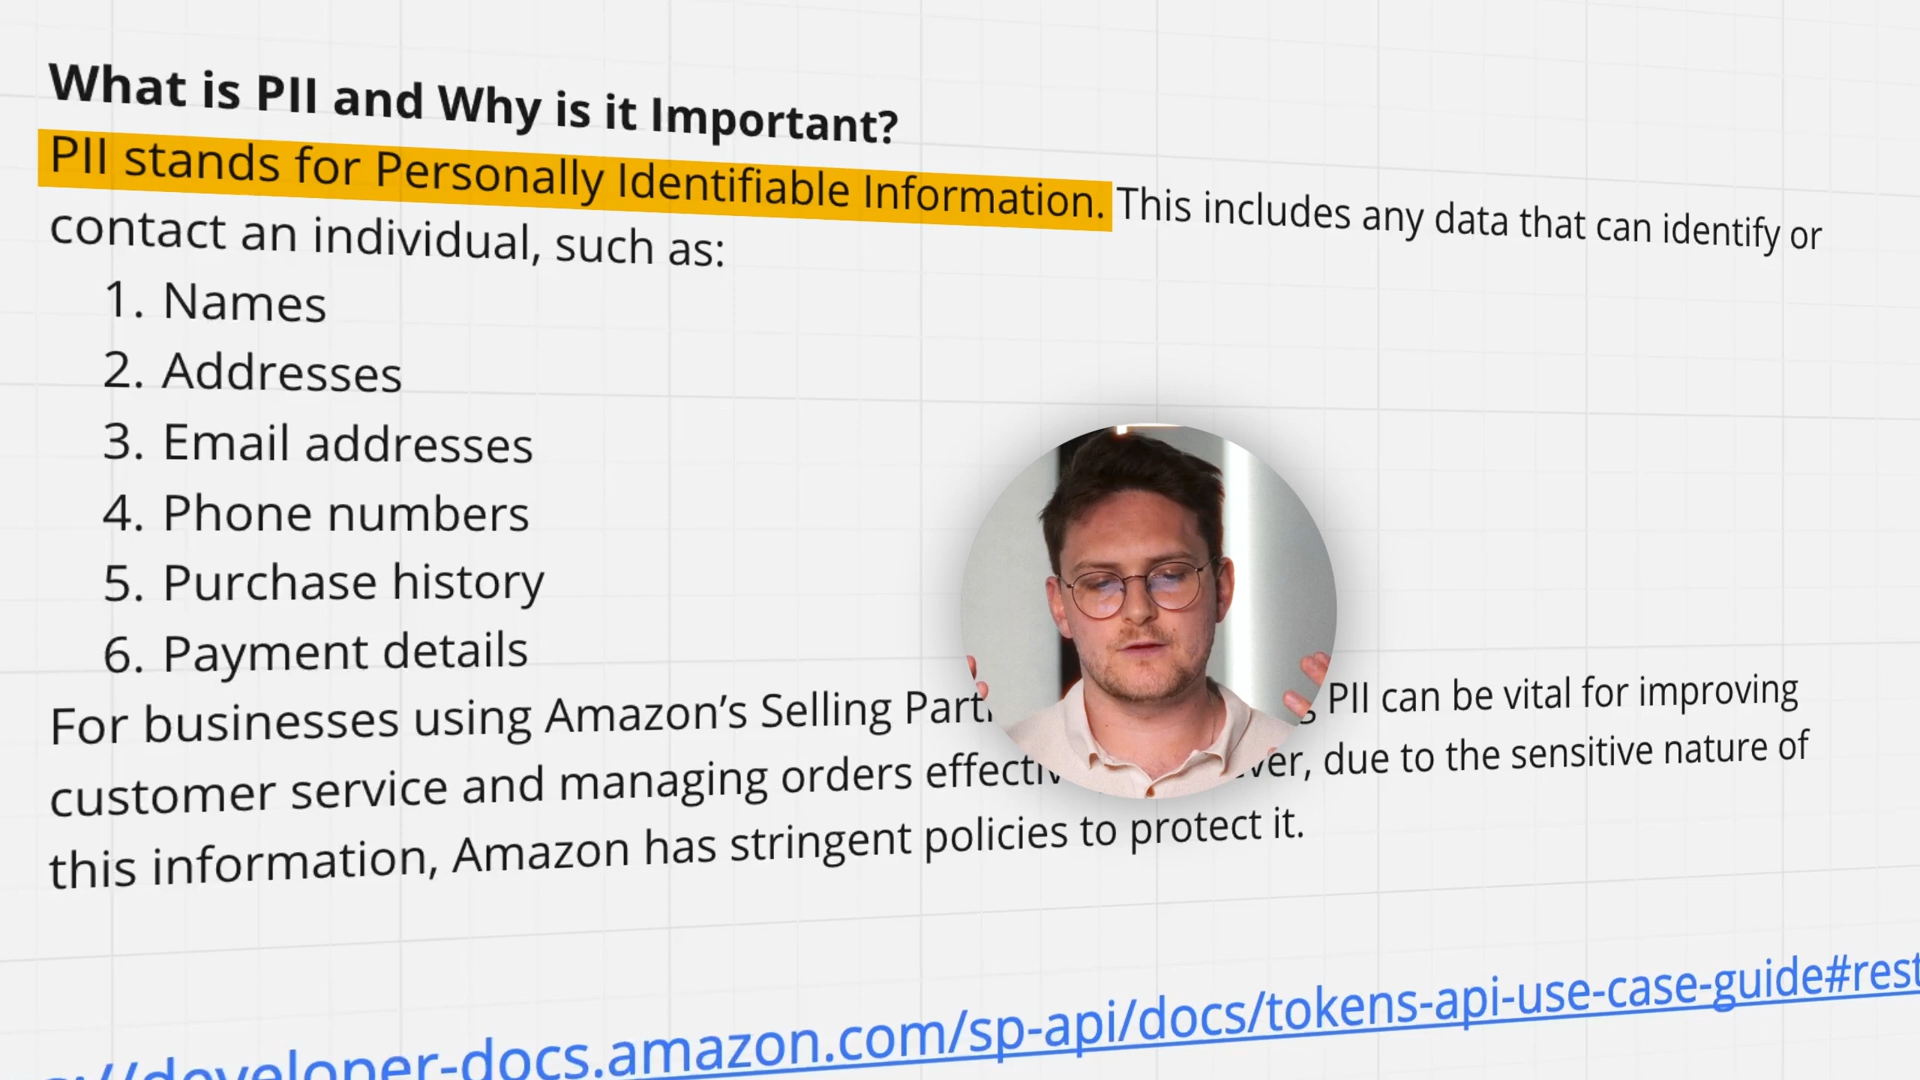 What is PII and Why is it Important?
PII stands for Personally Identifiable Information. This includes any data that can identify or
contact an individual, such as:
1. Names
2. Addresses
3. Email addresses
4. Phone numbers
5. Purchase history
6. Payment details
For businesses using Amazon's Selling PII can be vital for improving
customer service and managing orders due to the sensitive nature of
this information, Amazon has stringent policies to protect it.
developer-docs.amazon.com/sp-api/docs/tokens-api-use-case-guide#rest